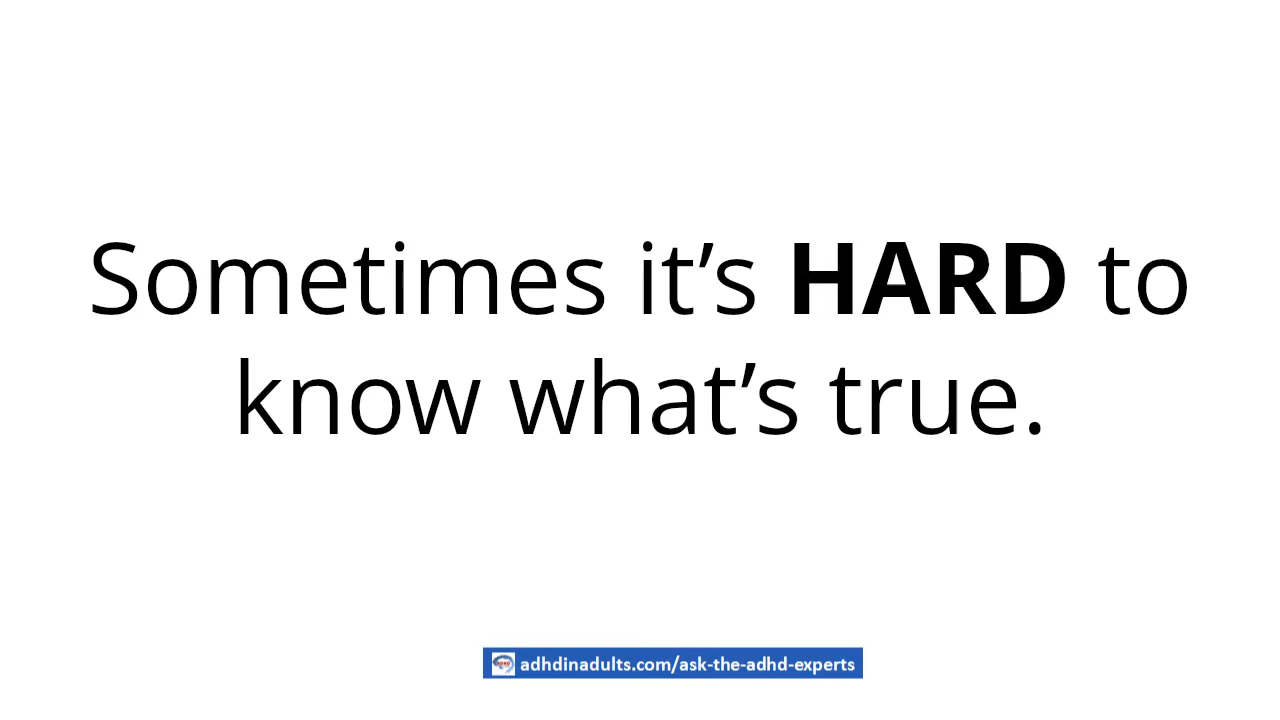 Sometimes it’s HARD to
know what’s true.
adhdinadults.com/ask-the-adhd-experts